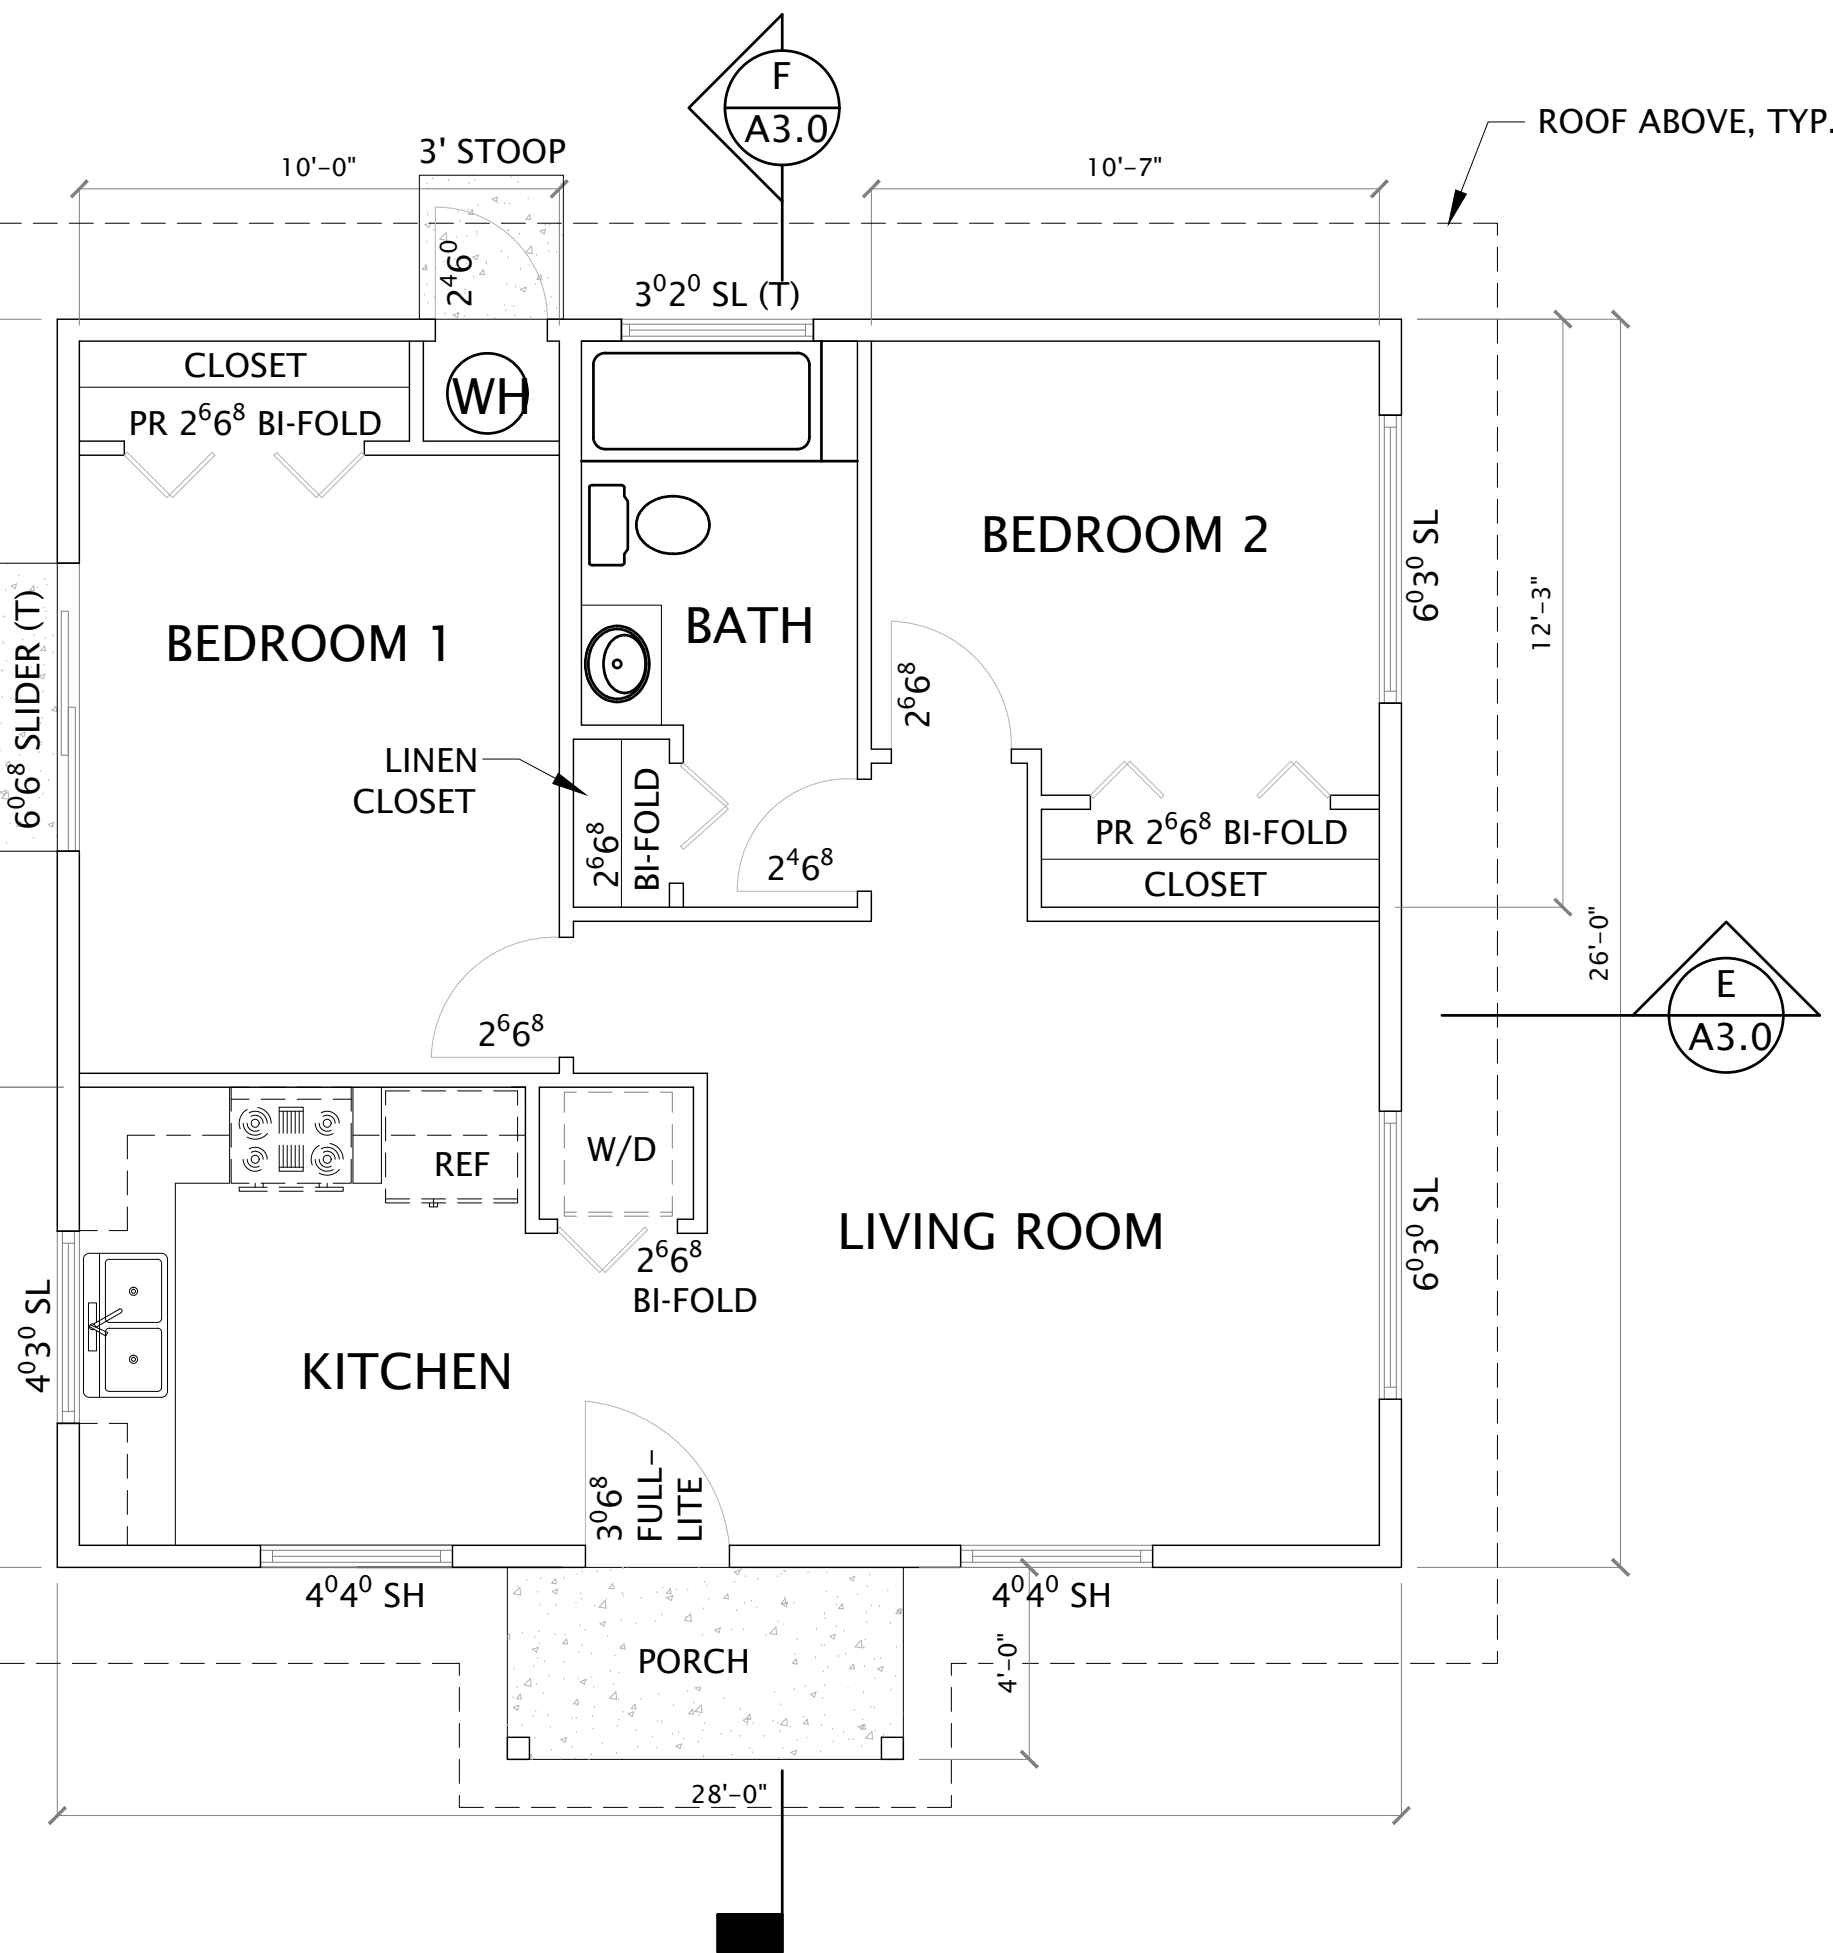 F
A3.0
ROOF ABOVE, TYP.
3' STOOP
10'-0"
10'-7"
2⁴6⁰
3⁰2⁰ SL (T)
CLOSET
WH
PR 2⁶6⁸ BI-FOLD
BEDROOM 2
6⁰3⁰ SL
12'-3"
BEDROOM 1
BATH
6⁰6⁸ SLIDER (T)
2⁶6⁸
LINEN
CLOSET
2⁶6⁸
BI-FOLD
2⁴6⁸
PR 2⁶6⁸ BI-FOLD
CLOSET
26'-0"
E
A3.0
2⁶6⁸
REF
W/D
LIVING ROOM
6⁰3⁰ SL
2⁶6⁸
BI-FOLD
4⁰3⁰ SL
KITCHEN
3⁰6⁸
FULL-
LITE
4⁰4⁰ SH
4⁰4⁰ SH
PORCH
4'-0"
28'-0"